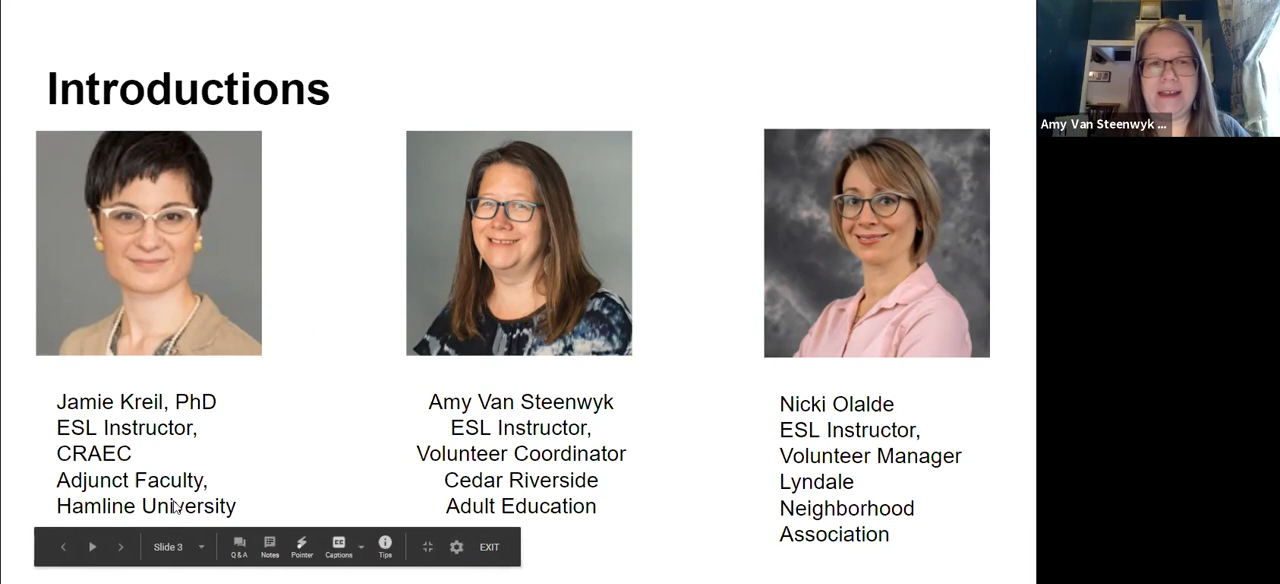 Introductions
Amy Van Steenwyk ...
Jamie Kreil, PhD
ESL Instructor,
CRAEC
Adjunct Faculty,
Hamline University
Amy Van Steenwyk
ESL Instructor,
Volunteer Coordinator
Cedar Riverside
Adult Education
Nicki Olalde
ESL Instructor,
Volunteer Manager
Lyndale
Neighborhood
Association
Slide 3
Q & A
Notes
Pointer
CC
Captions
Tips
EXIT